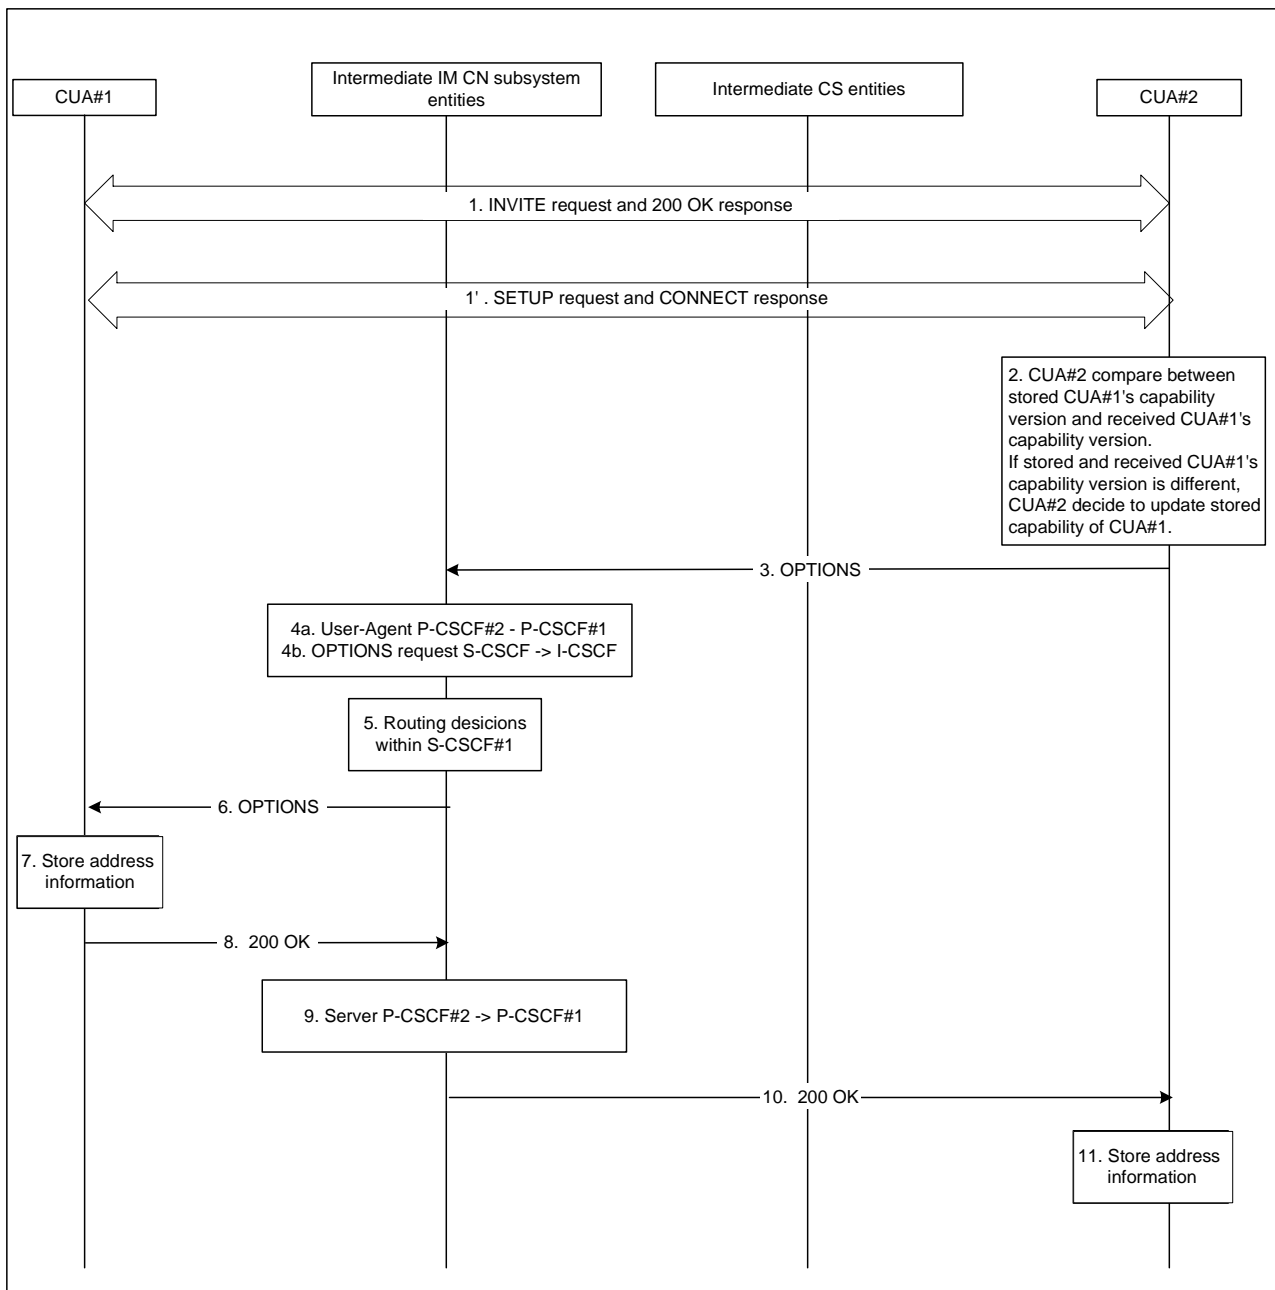 CUA#1
Intermediate IM CN subsystem
entities
Intermediate CS entities
CUA#2
1. INVITE request and 200 OK response
1' . SETUP request and CONNECT response
2. CUA#2 compare between
stored CUA#1's capability
version and received CUA#1's
capability version.
If stored and received CUA#1's
capability version is different,
CUA#2 decide to update stored
capability of CUA#1.
3. OPTIONS
4a. User-Agent P-CSCF#2 - P-CSCF#1
4b. OPTIONS request S-CSCF -> I-CSCF
5. Routing desicions
within S-CSCF#1
6. OPTIONS
7. Store address
information
8. 200 OK
9. Server P-CSCF#2 -> P-CSCF#1
10. 200 OK
11. Store address
information